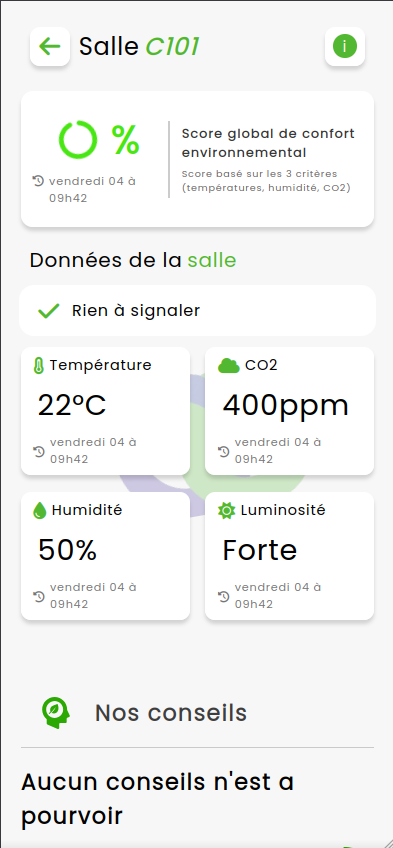 Salle C101
i
%
Score global de confort
environnemental
vendredi 04 à
09h42
Score basé sur les 3 critères
(températures, humidité, CO2)
Données de la salle
Rien à signaler
Température
22°C
vendredi 04 à
09h42
CO2
400ppm
vendredi 04 à
09h42
Humidité
50%
vendredi 04 à
09h42
Luminosité
Forte
vendredi 04 à
09h42
Nos conseils
Aucun conseils n'est a
pourvoir